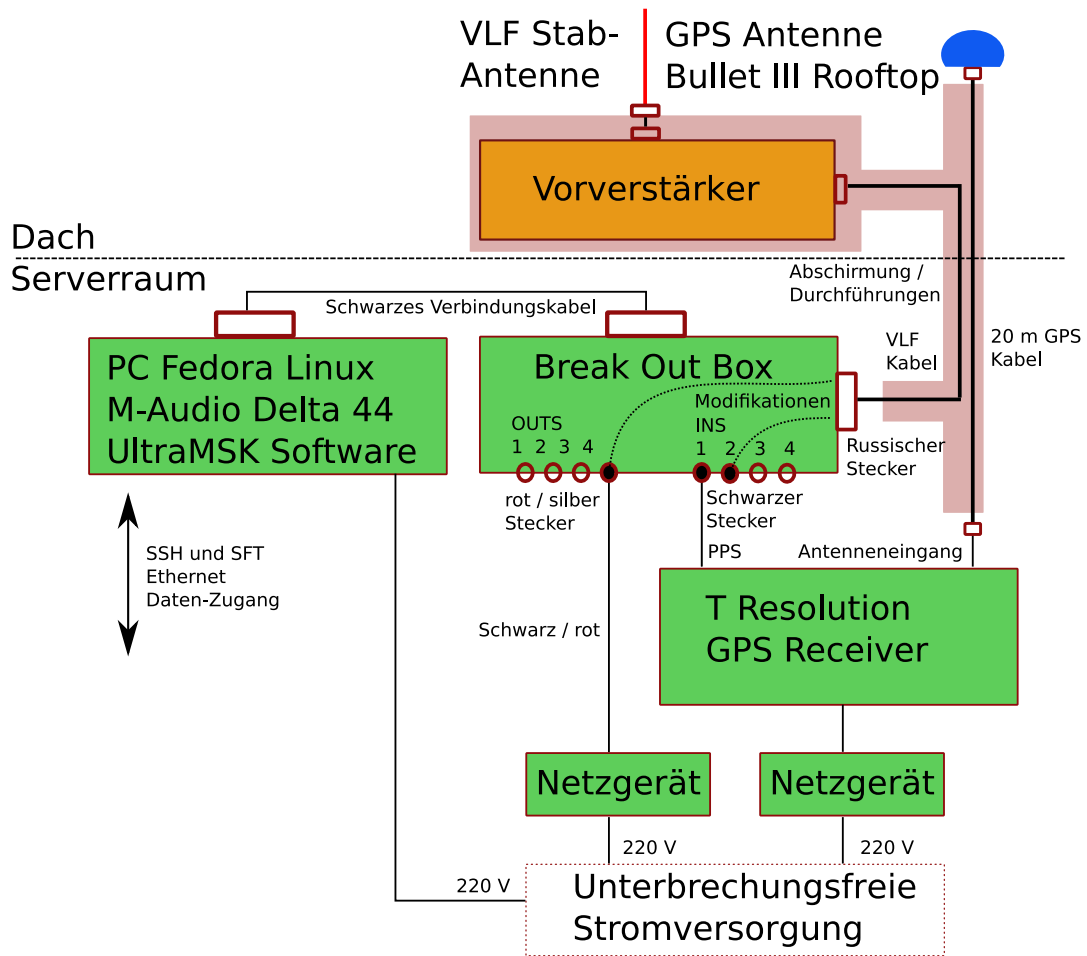 VLF Stab-
Antenne
GPS Antenne
Bullet III Rooftop
Vorverstärker
Dach
Serverraum
Abschirmung /
Durchführungen
Schwarzes Verbindungskabel
20 m GPS
Kabel
VLF
Kabel
PC Fedora Linux
M-Audio Delta 44
UltraMSK Software
Break Out Box
Modifikationen
OUTS
1 2 3 4
INS
1 2 3 4
Russischer
Stecker
rot / silber
Stecker
Schwarzer
Stecker
PPS
Antenneneingang
SSH und SFT
Ethernet
Daten-Zugang
T Resolution
GPS Receiver
Schwarz / rot
Netzgerät
Netzgerät
220 V
220 V
220 V
Unterbrechungsfreie
Stromversorgung